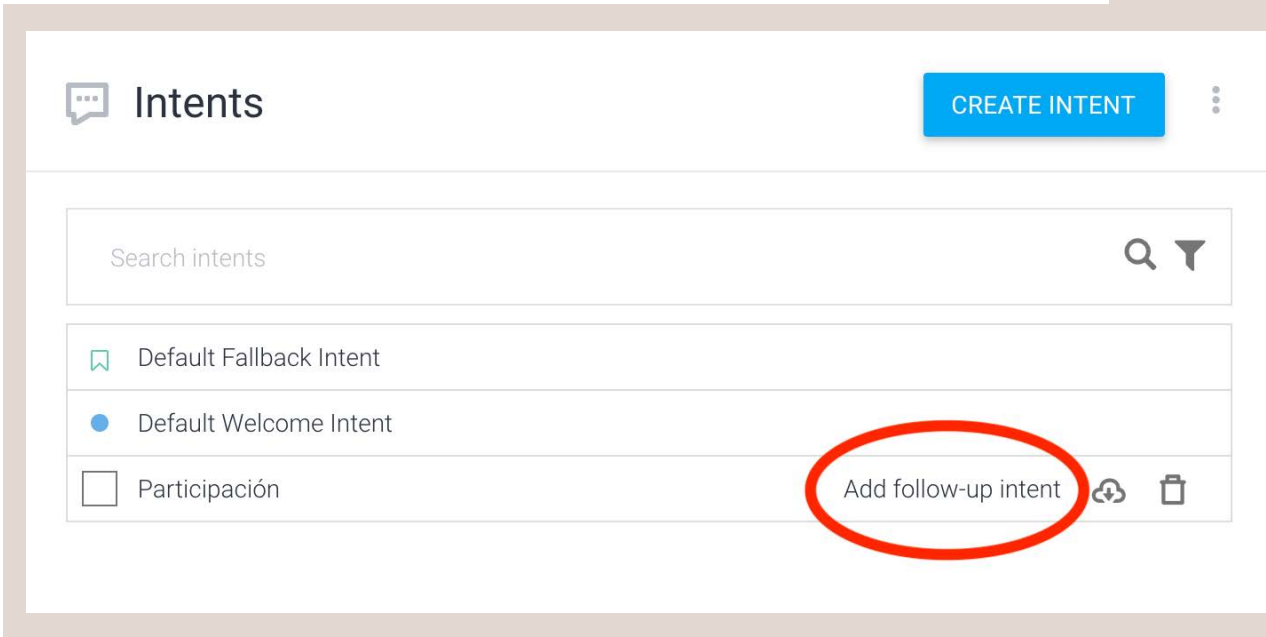 Intents
CREATE INTENT
Search intents
Default Fallback Intent
Default Welcome Intent
Participación
Add follow-up intent